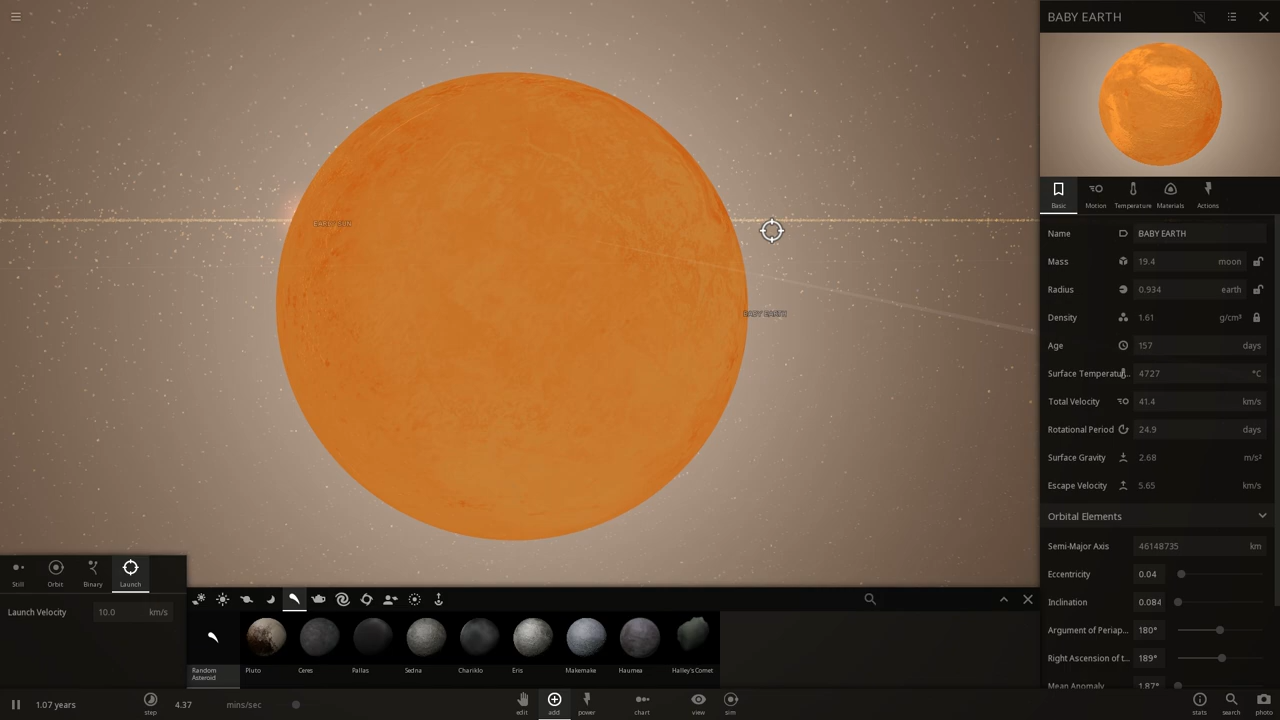 BABY EARTH
Basic Motion Temperature Materials Actions
Name BABY EARTH
Mass 19.4 moon
Radius 0.934 earth
Density 1.61 g/cm³
Age 157 days
Surface Temperatu... 4727 °C
Total Velocity 41.4 km/s
Rotational Period 24.9 days
Surface Gravity 2.68 m/s²
Escape Velocity 5.65 km/s
Orbital Elements
Semi-Major Axis 46148735 km
Eccentricity 0.04
Inclination 0.084
Argument of Periap... 180°
Right Ascension of t... 189°
Mean Anomaly 1.87°
BABY SUN
BABY EARTH
Still Orbit Binary Launch
Launch Velocity 10.0 km/s
Random Asteroid
Pluto Ceres Pallas Sedna Chariklo Eris Makemake Haumea Halley's Comet
1.07 years step 4.37 mins/sec edit add power chart view sim stats search photo